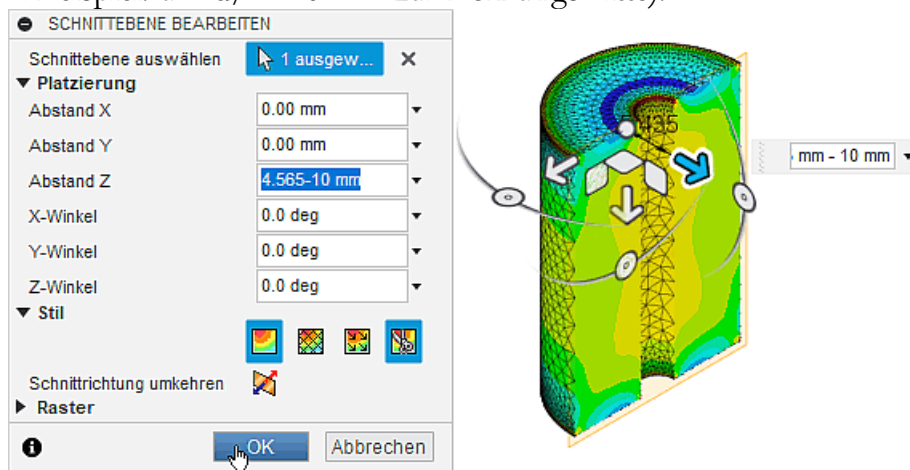 SCHNITTEBENE BEARBEITEN
Schnittebene auswählen 1 ausgew...
Platzierung
Abstand X 0.00 mm
Abstand Y 0.00 mm
Abstand Z 4.565-10 mm
X-Winkel 0.0 deg
Y-Winkel 0.0 deg
Z-Winkel 0.0 deg
Stil
Schnittrichtung umkehren
Raster
OK Abbrechen
435
mm - 10 mm